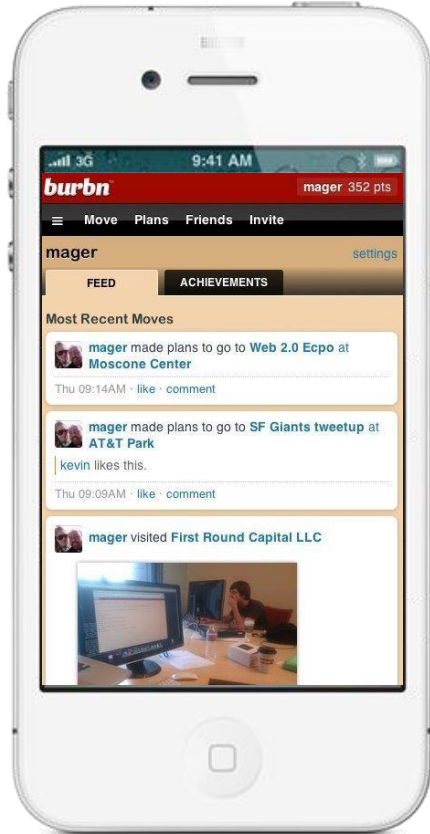 3G 9:41 AM
burbn mager 352 pts
≡ Move Plans Friends Invite
mager settings
FEED ACHIEVEMENTS
Most Recent Moves
mager made plans to go to Web 2.0 Ecpo at
Moscone Center
Thu 09:14AM · like · comment
mager made plans to go to SF Giants tweetup at
AT&T Park
kevin likes this.
Thu 09:09AM · like · comment
mager visited First Round Capital LLC